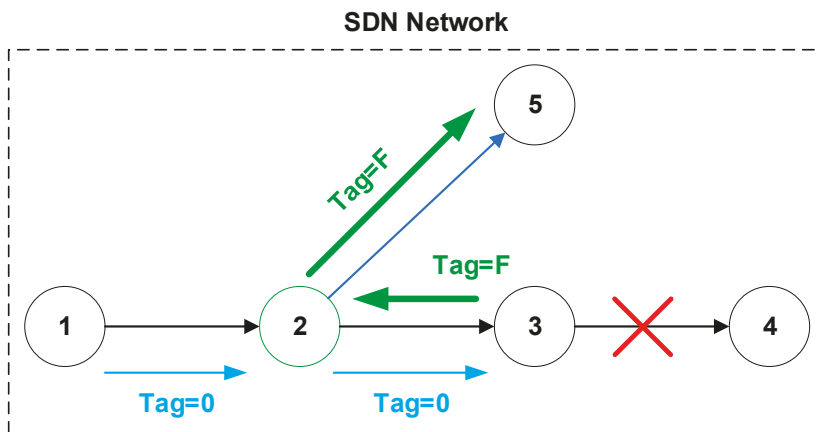 SDN Network
5
Tag=F
Tag=F
1
2
3
4
Tag=0
Tag=0